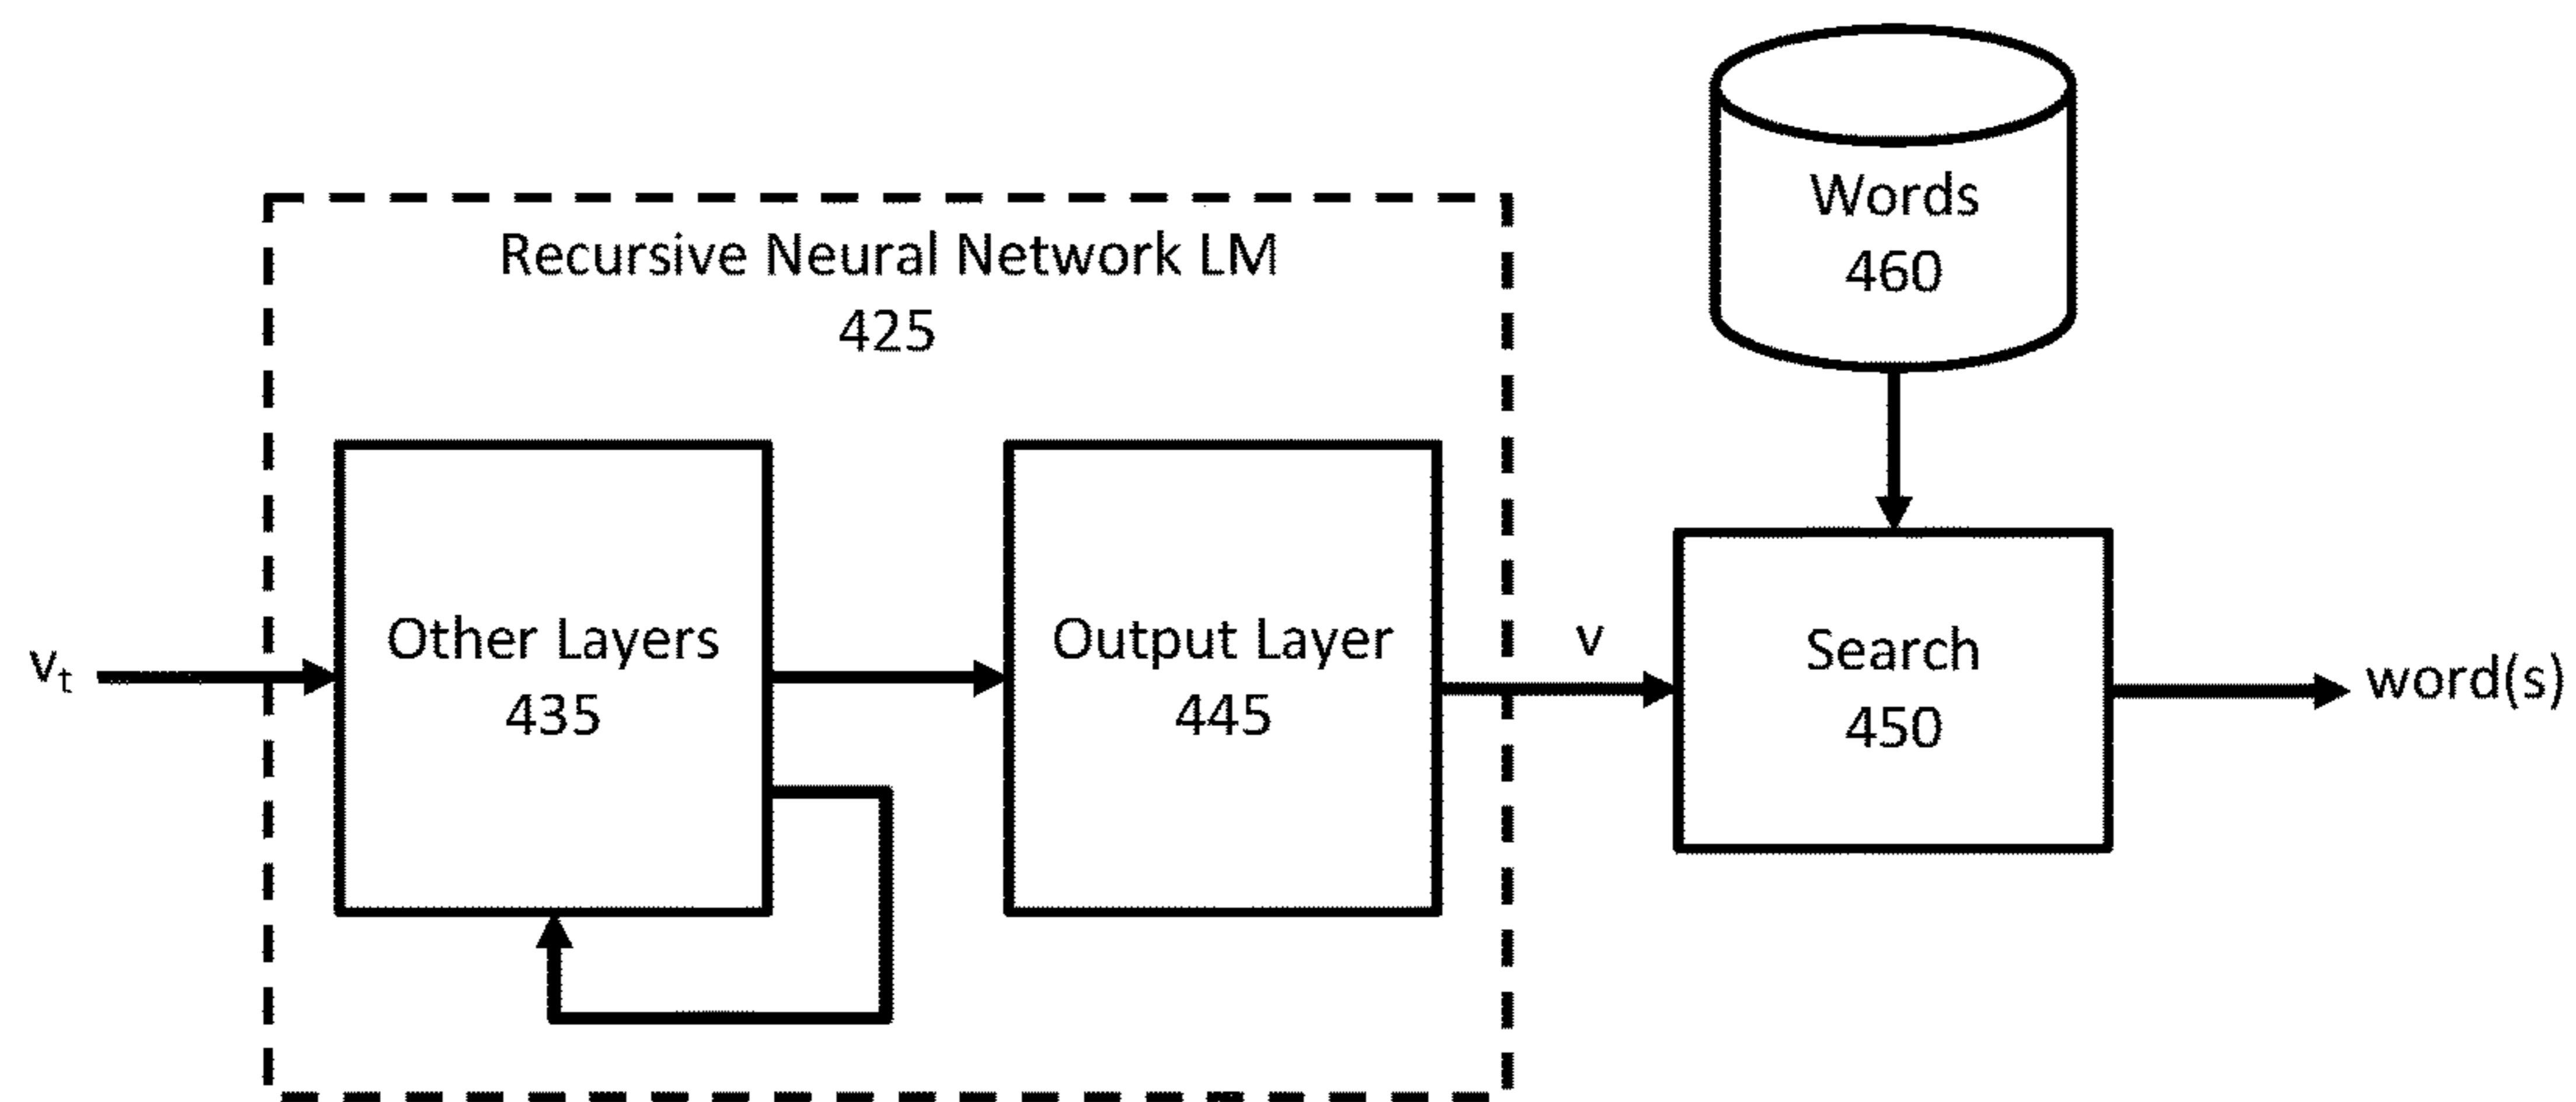 Words
460
Recursive Neural Network LM
425
vt
Other Layers
435
Output Layer
445
v
Search
450
word(s)